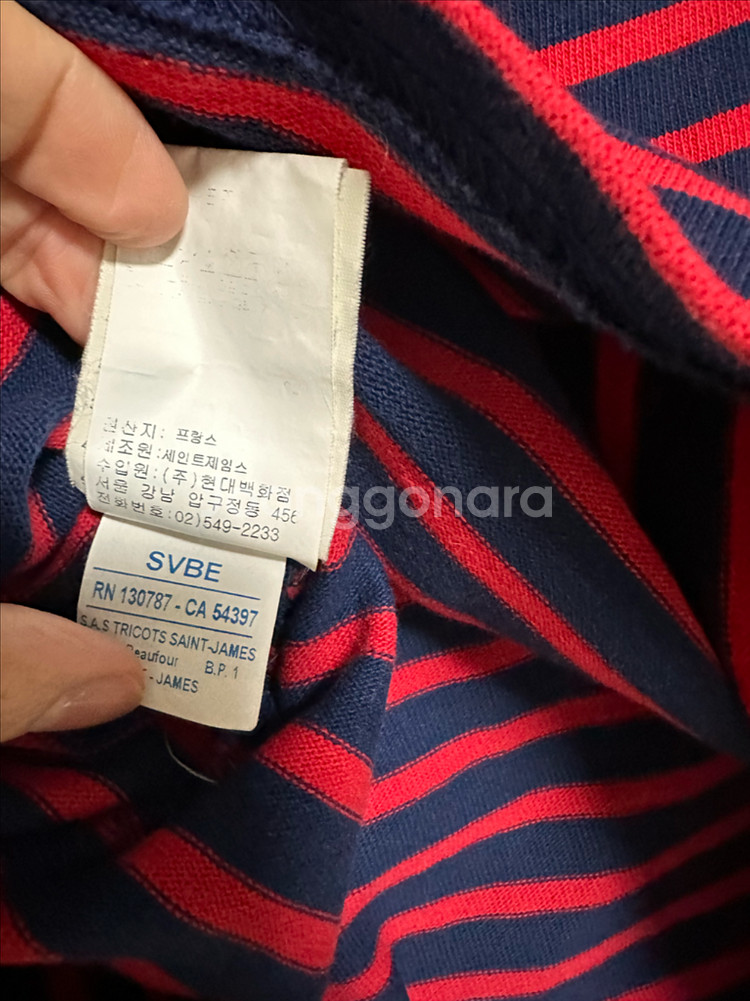 원산지: 프랑스
제조원:세인트제임스
수입원:(주)현대백화점
서울 강남 압구정동 456
전화번호:02)549-2233
SVBE
RN 130787 - CA 54397
S.A.S TRICOTS SAINT-JAMES
Beaufour B.P. 1
-JAMES
nggonara